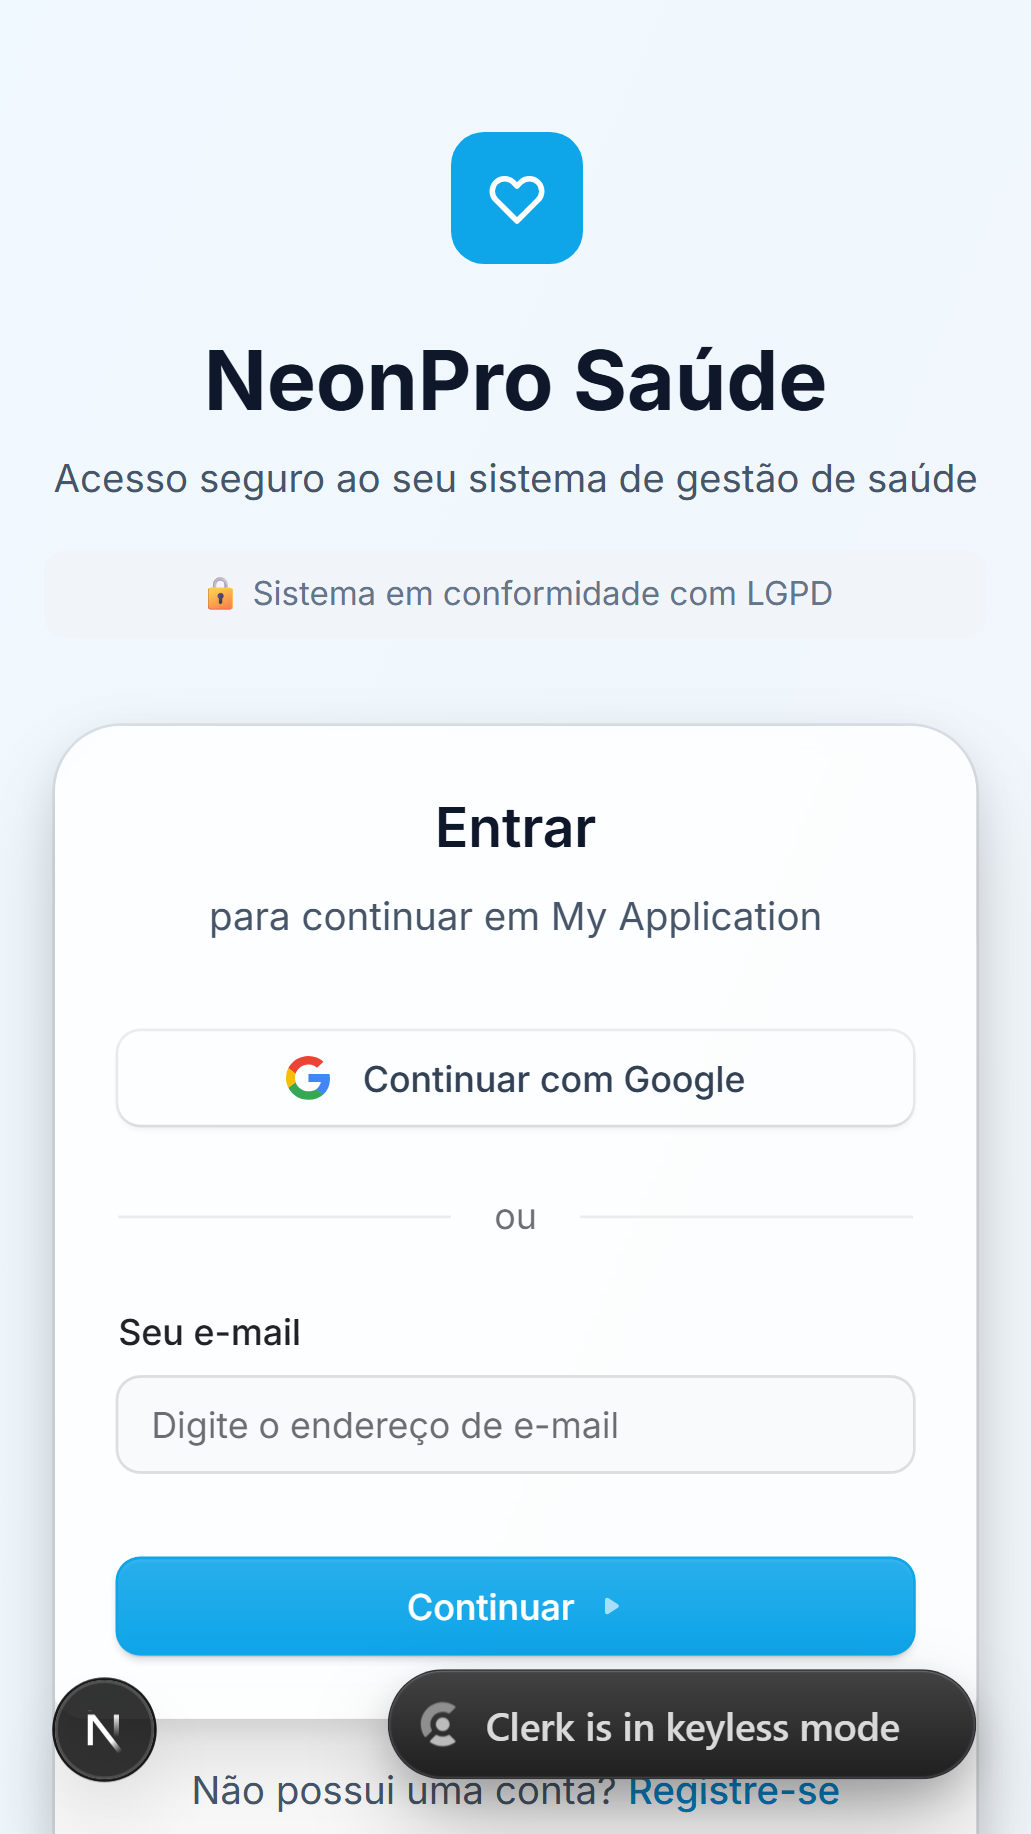 NeonPro Saúde
Acesso seguro ao seu sistema de gestão de saúde
🔒 Sistema em conformidade com LGPD
Entrar
para continuar em My Application
Continuar com Google
ou
Seu e-mail
Digite o endereço de e-mail
Continuar
N
Clerk is in keyless mode
Não possui uma conta? Registre-se